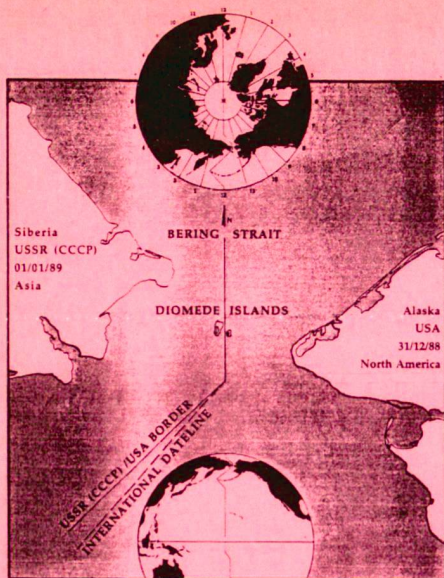 N
BERING STRAIT
Siberia
USSR (CCCP)
01/01/89
Asia
DIOMEDE ISLANDS
Alaska
USA
31/12/88
North America
USSR (CCCP)/USA BORDER
INTERNATIONAL DATELINE